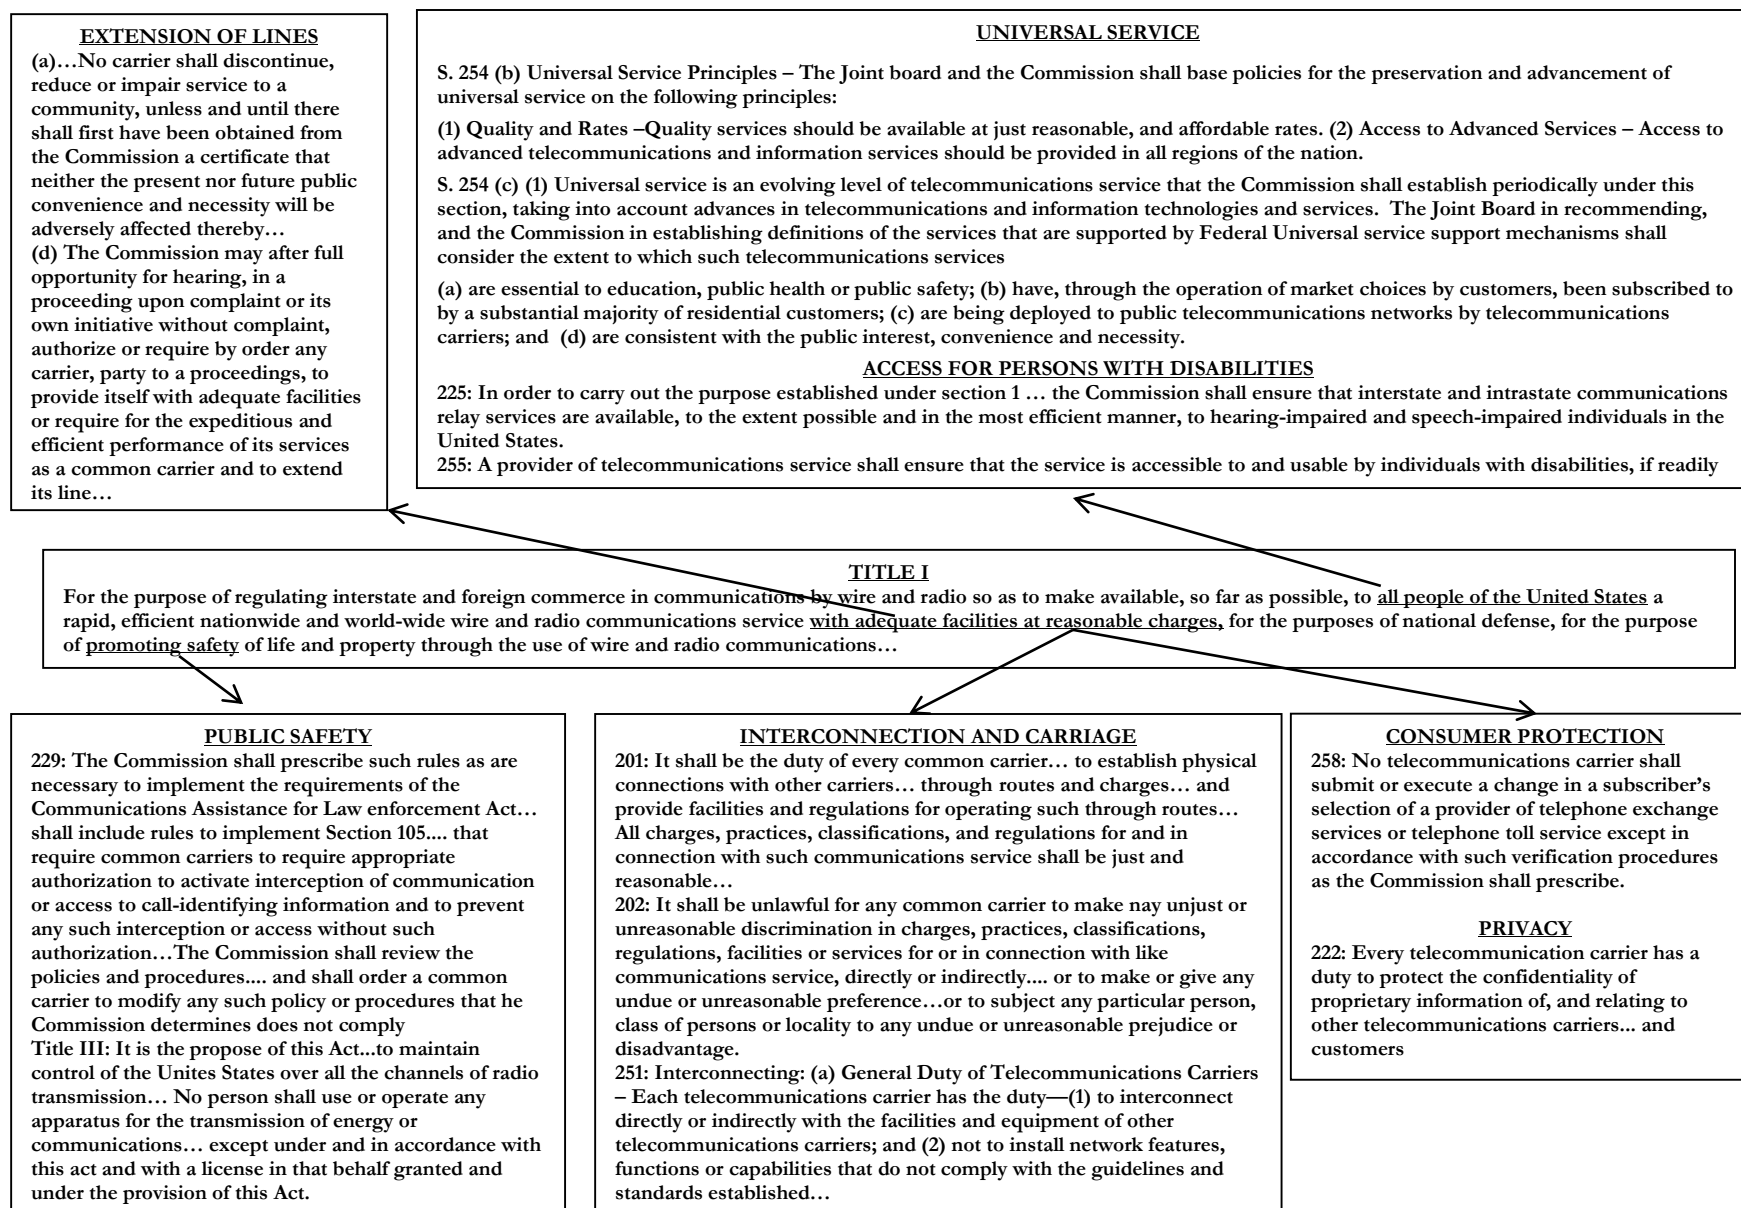 EXTENSION OF LINES
(a)…No carrier shall discontinue,
reduce or impair service to a
community, unless and until there
shall first have been obtained from
the Commission a certificate that
neither the present nor future public
convenience and necessity will be
adversely affected thereby…
(d) The Commission may after full
opportunity for hearing, in a
proceeding upon complaint or its
own initiative without complaint,
authorize or require by order any
carrier, party to a proceedings, to
provide itself with adequate facilities
or require for the expeditious and
efficient performance of its services
as a common carrier and to extend
its line…
UNIVERSAL SERVICE
S. 254 (b) Universal Service Principles – The Joint board and the Commission shall base policies for the preservation and advancement of
universal service on the following principles:
(1) Quality and Rates –Quality services should be available at just reasonable, and affordable rates. (2) Access to Advanced Services – Access to
advanced telecommunications and information services should be provided in all regions of the nation.
S. 254 (c) (1) Universal service is an evolving level of telecommunications service that the Commission shall establish periodically under this
section, taking into account advances in telecommunications and information technologies and services. The Joint Board in recommending,
and the Commission in establishing definitions of the services that are supported by Federal Universal service support mechanisms shall
consider the extent to which such telecommunications services
(a) are essential to education, public health or public safety; (b) have, through the operation of market choices by customers, been subscribed to
by a substantial majority of residential customers; (c) are being deployed to public telecommunications networks by telecommunications
carriers; and (d) are consistent with the public interest, convenience and necessity.
ACCESS FOR PERSONS WITH DISABILITIES
225: In order to carry out the purpose established under section 1 … the Commission shall ensure that interstate and intrastate communications
relay services are available, to the extent possible and in the most efficient manner, to hearing-impaired and speech-impaired individuals in the
United States.
255: A provider of telecommunications service shall ensure that the service is accessible to and usable by individuals with disabilities, if readily
TITLE I
For the purpose of regulating interstate and foreign commerce in communications by wire and radio so as to make available, so far as possible, to all people of the United States a
rapid, efficient nationwide and world-wide wire and radio communications service with adequate facilities at reasonable charges, for the purposes of national defense, for the purpose
of promoting safety of life and property through the use of wire and radio communications…
PUBLIC SAFETY
229: The Commission shall prescribe such rules as are
necessary to implement the requirements of the
Communications Assistance for Law enforcement Act…
shall include rules to implement Section 105.... that
require common carriers to require appropriate
authorization to activate interception of communication
or access to call-identifying information and to prevent
any such interception or access without such
authorization…The Commission shall review the
policies and procedures.... and shall order a common
carrier to modify any such policy or procedures that he
Commission determines does not comply
Title III: It is the propose of this Act...to maintain
control of the Unites States over all the channels of radio
transmission… No person shall use or operate any
apparatus for the transmission of energy or
communications… except under and in accordance with
this act and with a license in that behalf granted and
under the provision of this Act.
INTERCONNECTION AND CARRIAGE
201: It shall be the duty of every common carrier… to establish physical
connections with other carriers… through routes and charges… and
provide facilities and regulations for operating such through routes…
All charges, practices, classifications, and regulations for and in
connection with such communications service shall be just and
reasonable…
202: It shall be unlawful for any common carrier to make nay unjust or
unreasonable discrimination in charges, practices, classifications,
regulations, facilities or services for or in connection with like
communications service, directly or indirectly.... or to make or give any
undue or unreasonable preference…or to subject any particular person,
class of persons or locality to any undue or unreasonable prejudice or
disadvantage.
251: Interconnecting: (a) General Duty of Telecommunications Carriers
– Each telecommunications carrier has the duty—(1) to interconnect
directly or indirectly with the facilities and equipment of other
telecommunications carriers; and (2) not to install network features,
functions or capabilities that do not comply with the guidelines and
standards established…
CONSUMER PROTECTION
258: No telecommunications carrier shall
submit or execute a change in a subscriber’s
selection of a provider of telephone exchange
services or telephone toll service except in
accordance with such verification procedures
as the Commission shall prescribe.
PRIVACY
222: Every telecommunication carrier has a
duty to protect the confidentiality of
proprietary information of, and relating to
other telecommunications carriers... and
customers